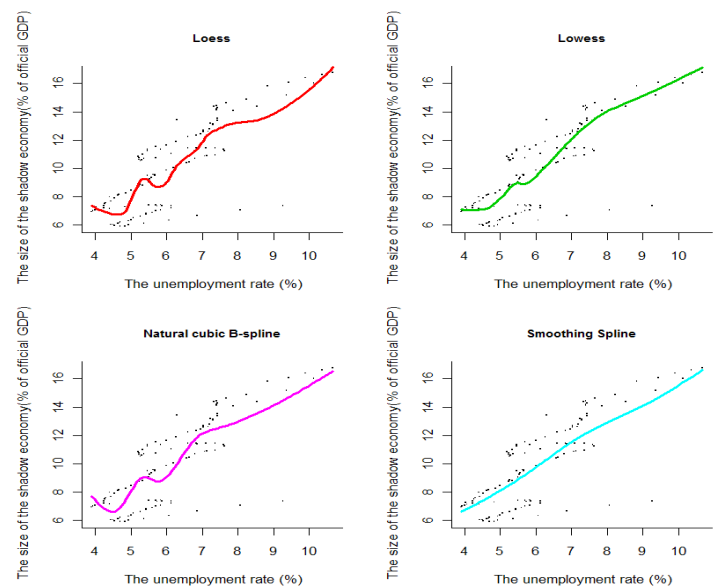 Loess
The size of the shadow economy(% of official GDP)
16
14
12
10
8
6
4 5 6 7 8 9 10
The unemployment rate (%)
Lowess
The size of the shadow economy(% of official GDP)
16
14
12
10
8
6
4 5 6 7 8 9 10
The unemployment rate (%)
Natural cubic B-spline
The size of the shadow economy(% of official GDP)
16
14
12
10
8
6
4 5 6 7 8 9 10
The unemployment rate (%)
Smoothing Spline
The size of the shadow economy(% of official GDP)
16
14
12
10
8
6
4 5 6 7 8 9 10
The unemployment rate (%)